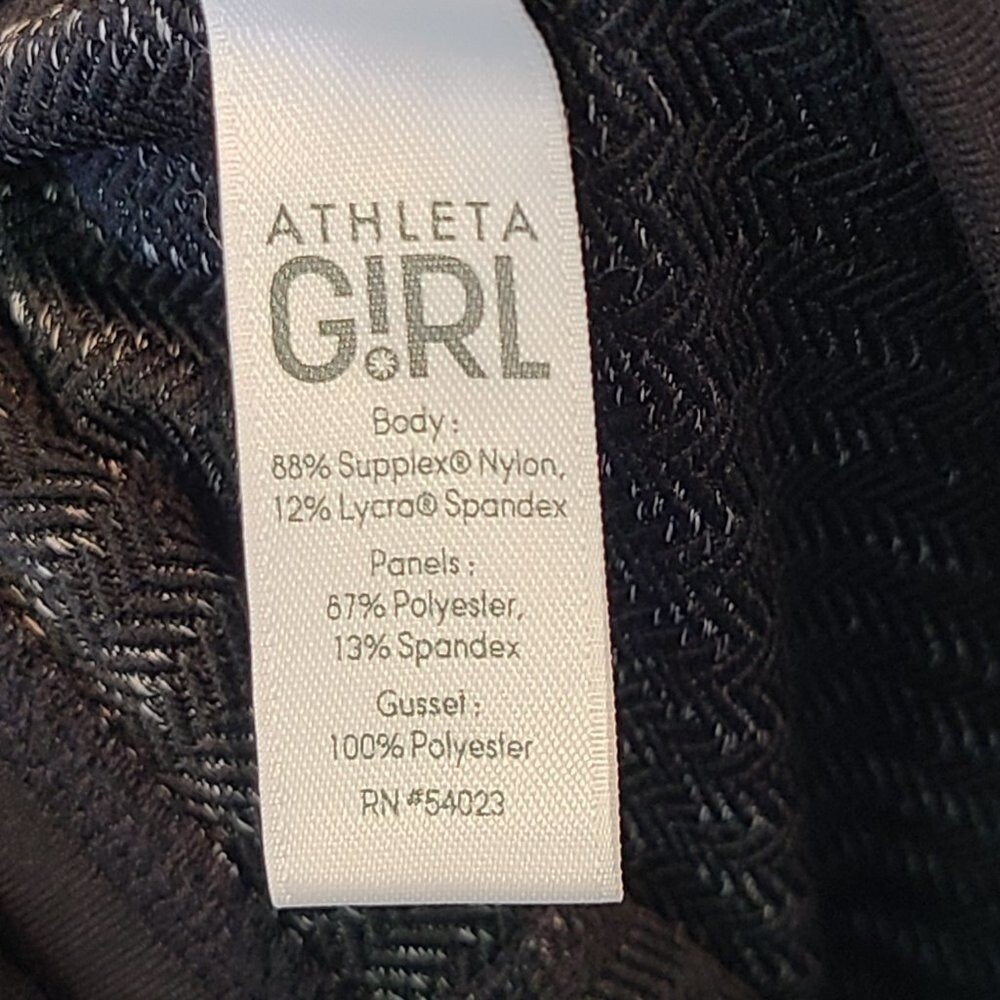 ATHLETA
G!RL
Body:
88% Supplex® Nylon,
12% Lycra® Spandex
Panels:
87% Polyester,
13% Spandex
Gusset:
100% Polyester
RN #54023